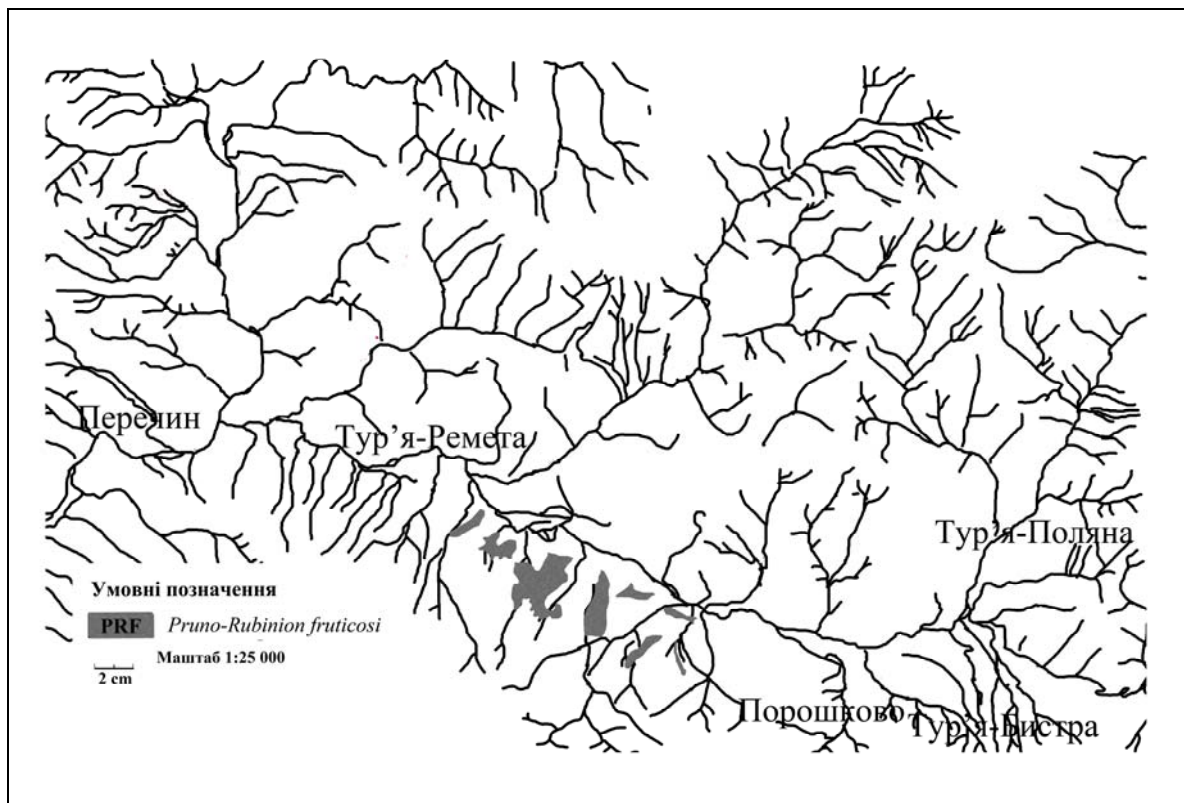 Перечин
Тур’я-Ремета
Тур’я-Поляна
Умовні позначення
PRF Pruno-Rubinion fruticosi
Маштаб 1:25 000
2 cm
Порошково
Тур’я-Бистра